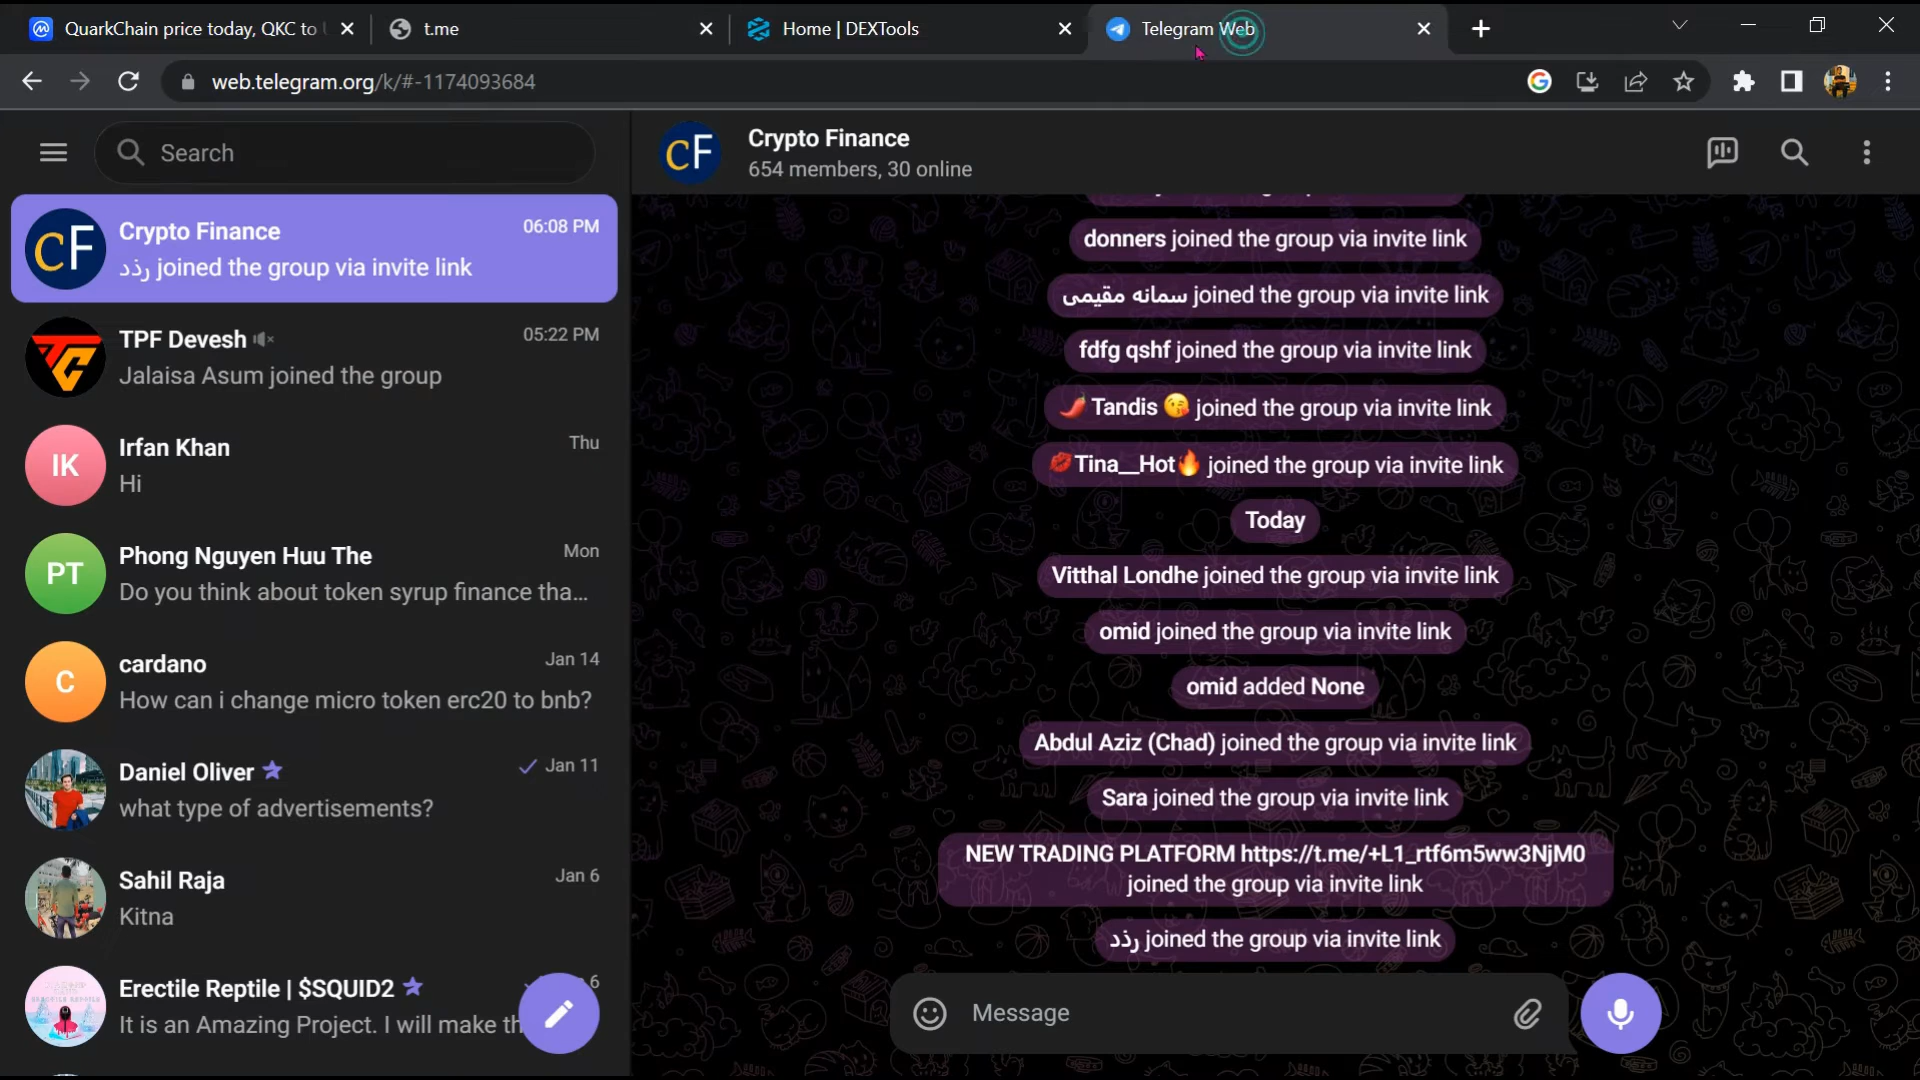 QuarkChain price today, QKC to
t.me
Home | DEXTools
Telegram Web
web.telegram.org/k/#-1174093684
Search
CF
Crypto Finance
654 members, 30 online
CF
Crypto Finance
06:08 PM
رذد joined the group via invite link
TPF Devesh
05:22 PM
Jalaisa Asum joined the group
IK
Irfan Khan
Thu
Hi
PT
Phong Nguyen Huu The
Mon
Do you think about token syrup finance tha...
C
cardano
Jan 14
How can i change micro token erc20 to bnb?
Daniel Oliver
Jan 11
what type of advertisements?
Sahil Raja
Jan 6
Kitna
Erectile Reptile | $SQUID2
6
It is an Amazing Project. I will make th
donners joined the group via invite link
سمانه مقیمی joined the group via invite link
fdfg qshf joined the group via invite link
🌶️ Tandis 😘 joined the group via invite link
💋Tina__Hot🔥 joined the group via invite link
Today
Vitthal Londhe joined the group via invite link
omid joined the group via invite link
omid added None
Abdul Aziz (Chad) joined the group via invite link
Sara joined the group via invite link
NEW TRADING PLATFORM https://t.me/+L1_rtf6m5ww3NjM0
joined the group via invite link
رذد joined the group via invite link
Message